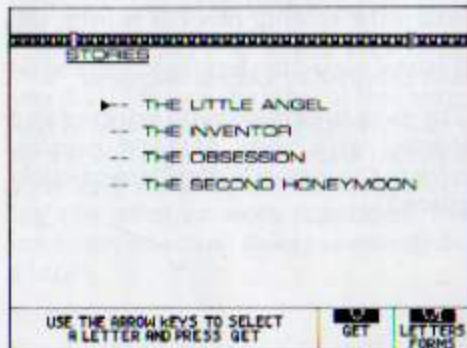 STORIES
►-- THE LITTLE ANGEL
-- THE INVENTOR
-- THE OBSESSION
-- THE SECOND HONEYMOON
USE THE ARROW KEYS TO SELECT
A LETTER AND PRESS GET
GET
LETTERS
FORMS